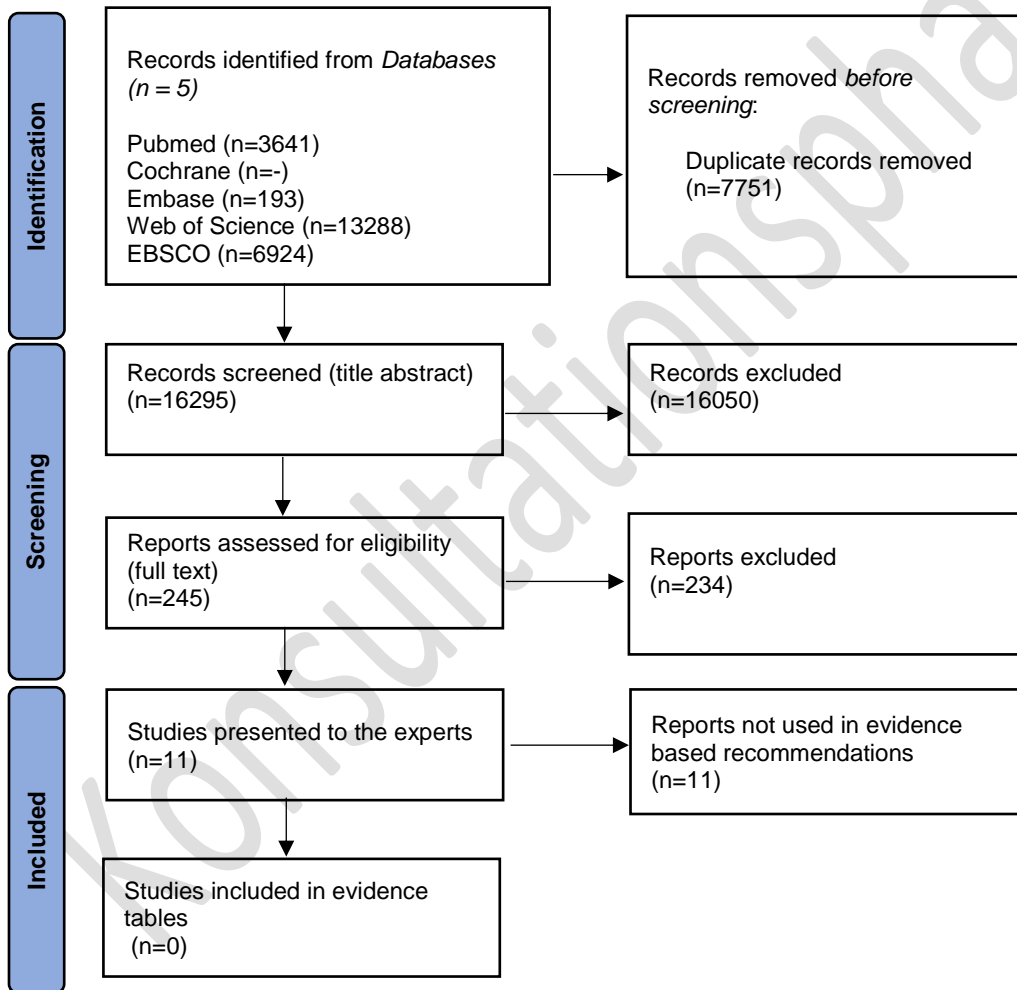 Identification
Records identified from Databases
(n = 5)
Pubmed (n=3641)
Cochrane (n=-)
Embase (n=193)
Web of Science (n=13288)
EBSCO (n=6924)
Records removed before
screening:
Duplicate records removed
(n=7751)
Screening
Records screened (title abstract)
(n=16295)
Records excluded
(n=16050)
Reports assessed for eligibility
(full text)
(n=245)
Reports excluded
(n=234)
Included
Studies presented to the experts
(n=11)
Reports not used in evidence
based recommendations
(n=11)
Studies included in evidence
tables
(n=0)
Konsultationspha